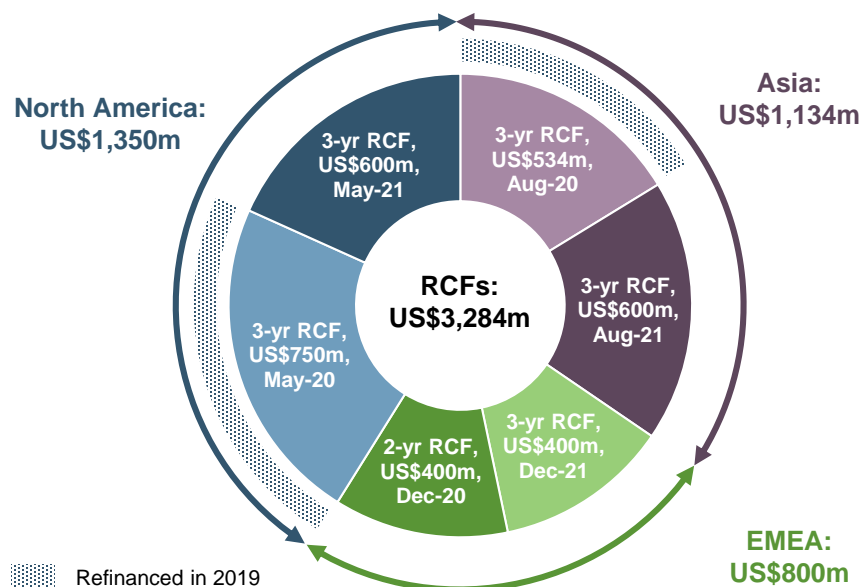 North America:
US$1,350m
Asia:
US$1,134m
3-yr RCF,
US$600m,
May-21
3-yr RCF,
US$534m,
Aug-20
RCFs:
US$3,284m
3-yr RCF,
US$600m,
Aug-21
3-yr RCF,
US$750m,
May-20
2-yr RCF,
US$400m,
Dec-20
3-yr RCF,
US$400m,
Dec-21
EMEA:
US$800m
Refinanced in 2019